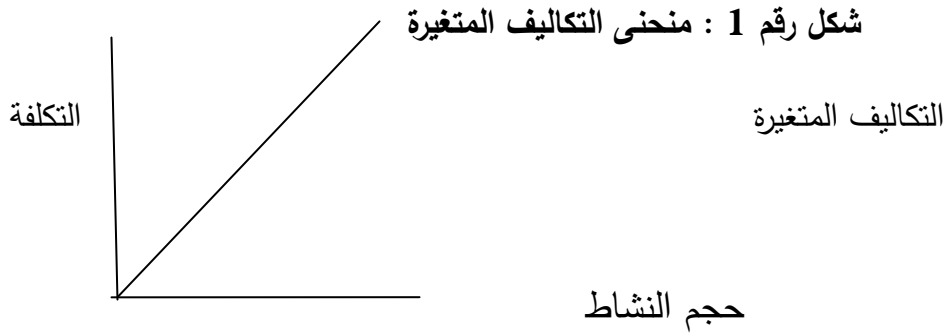 شكل رقم 1 : منحنى التكاليف المتغيرة
التكاليف المتغيرة
التكلفة
حجم النشاط